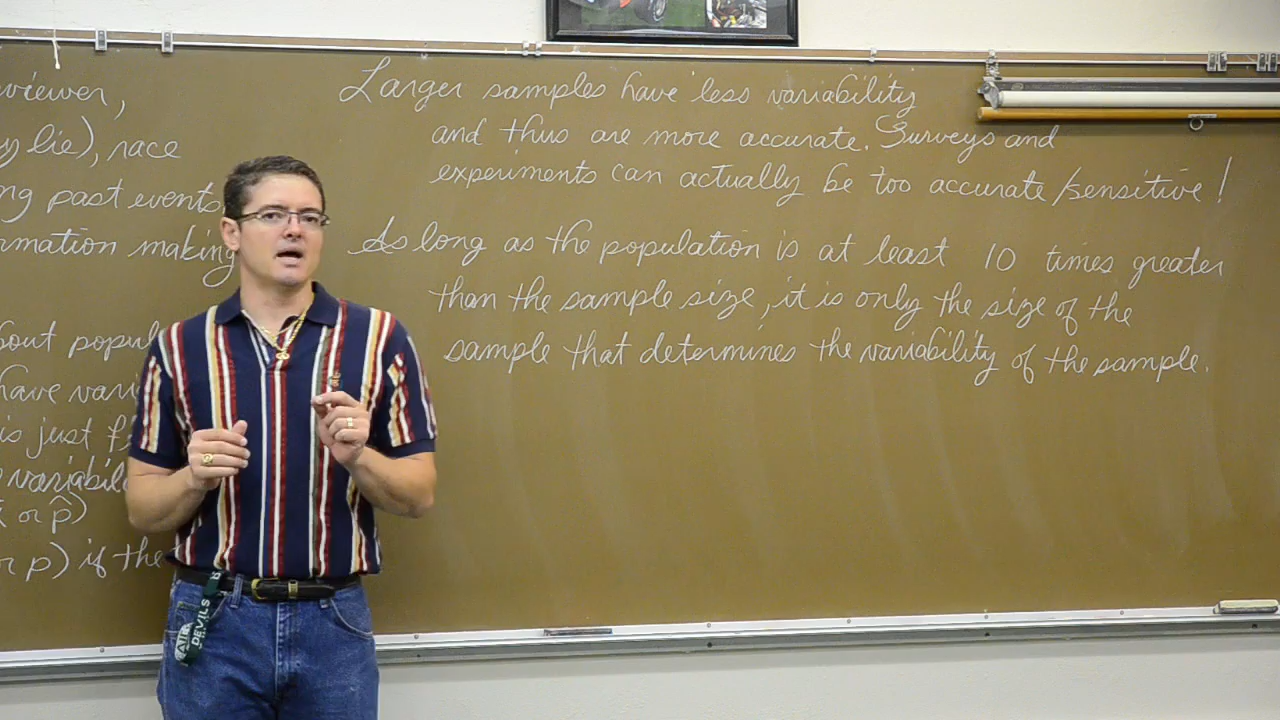 viewer,
y lie), race
ng past events
rmation making
bout popul
have vari
is just
variabil
x̄ or p̂)
or p) if the
Larger samples have less variability
and thus are more accurate. Surveys and
experiments can actually be too accurate/sensitive!
As long as the population is at least 10 times greater
than the sample size, it is only the size of the
sample that determines the variability of the sample.
DEVILS